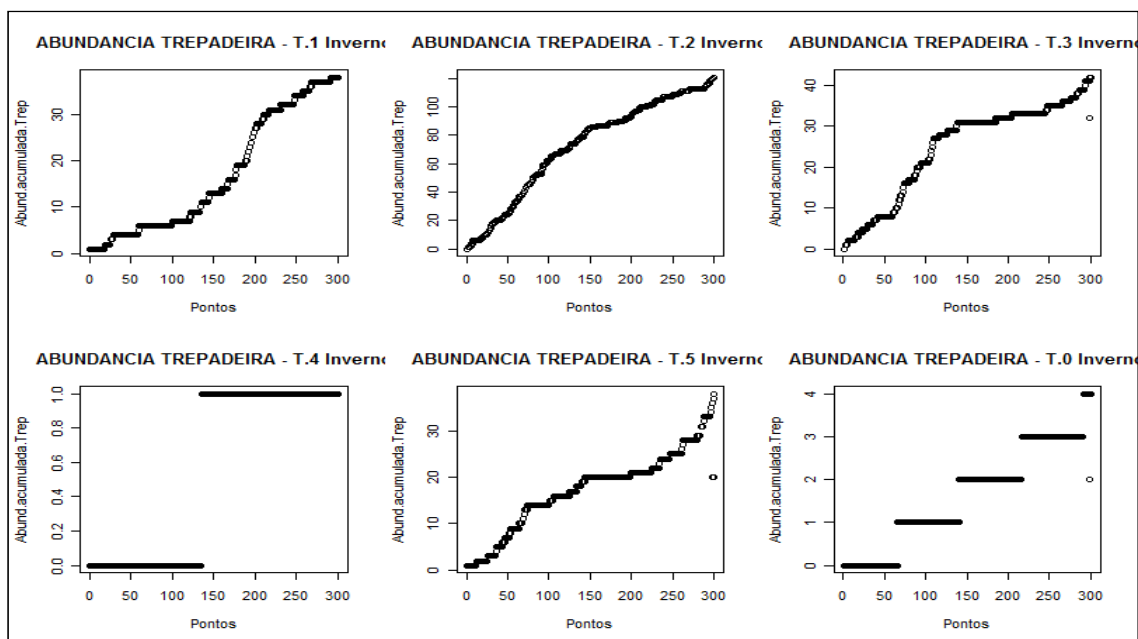 ABUNDANCIA TREPADEIRA - T.1 Inverno
ABUNDANCIA TREPADEIRA - T.2 Inverno
ABUNDANCIA TREPADEIRA - T.3 Inverno
Abund.acumulada.Trep
0 10 20 30
0 50 100 150 200 250 300
Pontos
Abund.acumulada.Trep
0 20 40 60 80 100
0 50 100 150 200 250 300
Pontos
Abund.acumulada.Trep
0 10 20 30 40
0 50 100 150 200 250 300
Pontos
ABUNDANCIA TREPADEIRA - T.4 Inverno
ABUNDANCIA TREPADEIRA - T.5 Inverno
ABUNDANCIA TREPADEIRA - T.0 Inverno
Abund.acumulada.Trep
0.0 0.2 0.4 0.6 0.8 1.0
0 50 100 150 200 250 300
Pontos
Abund.acumulada.Trep
0 10 20 30
0 50 100 150 200 250 300
Pontos
Abund.acumulada.Trep
0 1 2 3 4
0 50 100 150 200 250 300
Pontos